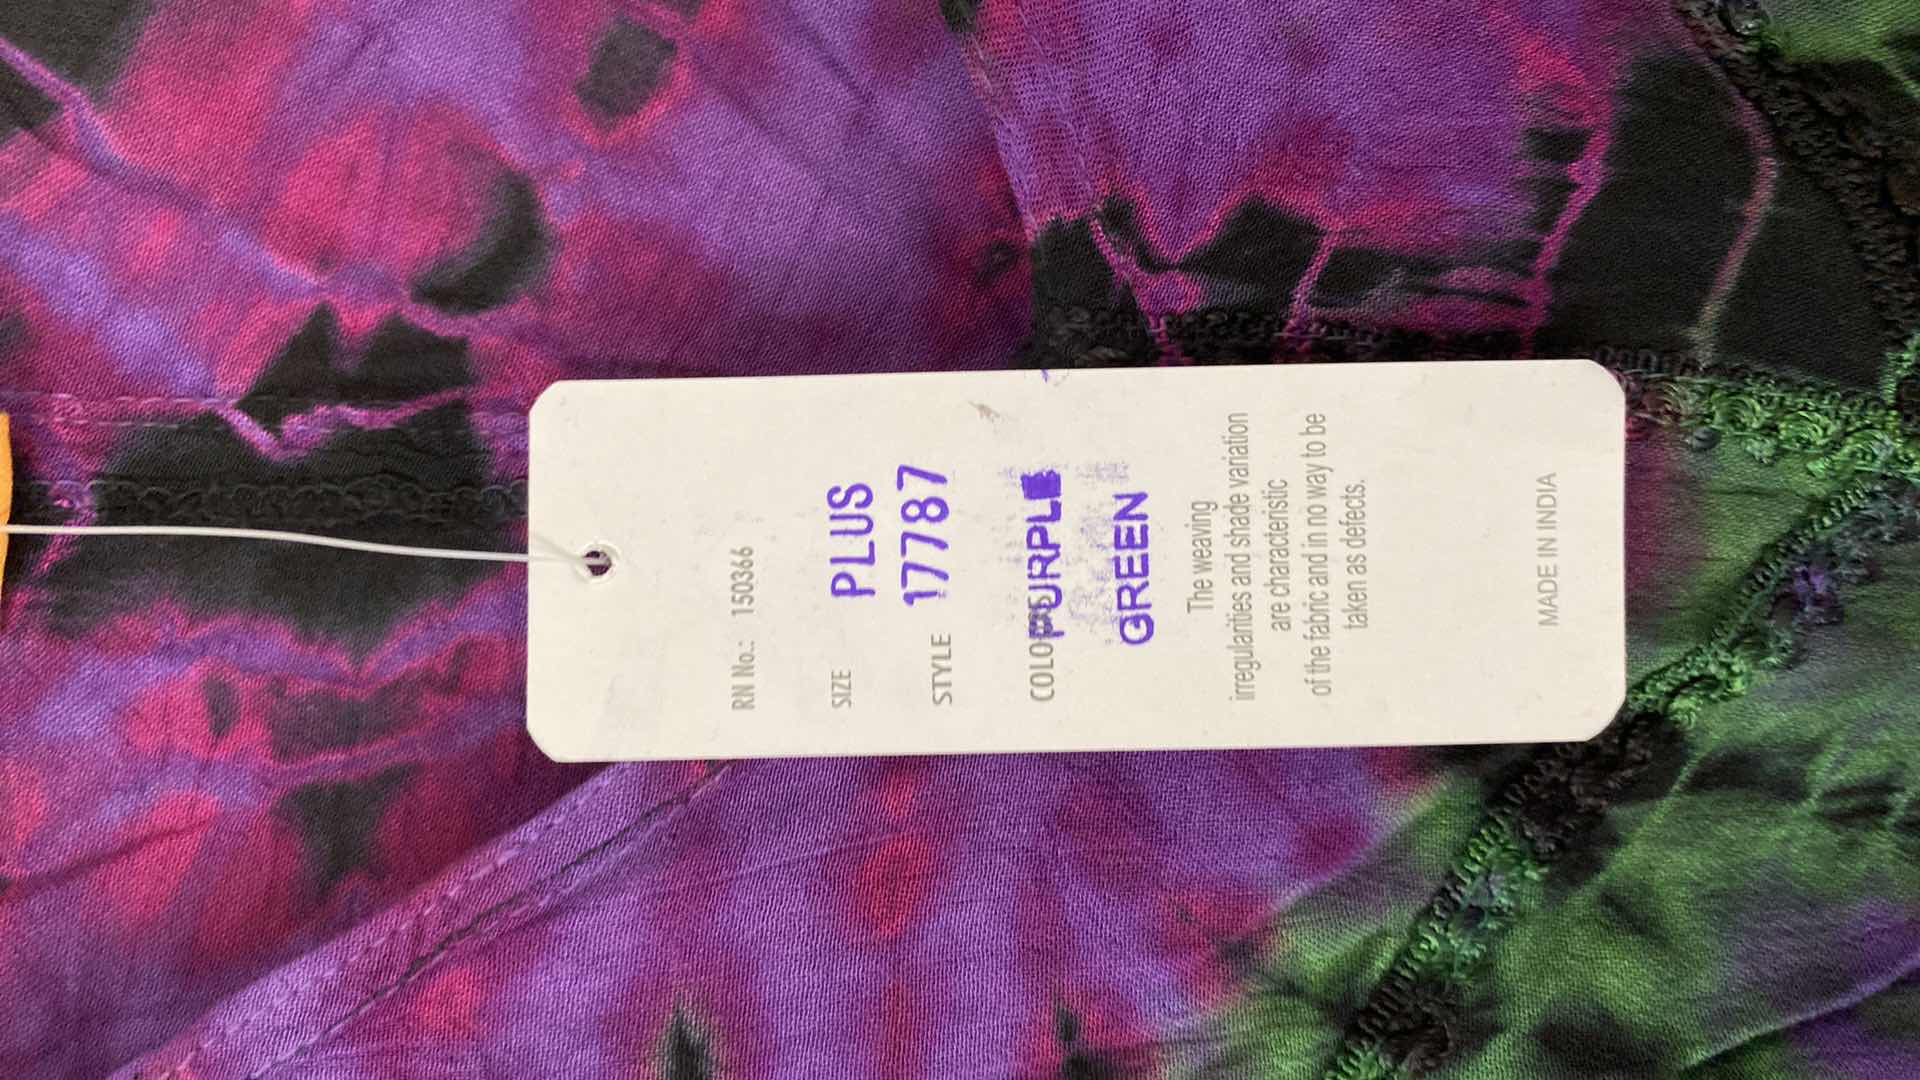 RN No.: 150366
SIZE PLUS
STYLE 17787
COLORS PURPLE
GREEN
The weaving
irregularities and shade variation
are characteristic
of the fabric and in no way to be
taken as defects.
MADE IN INDIA